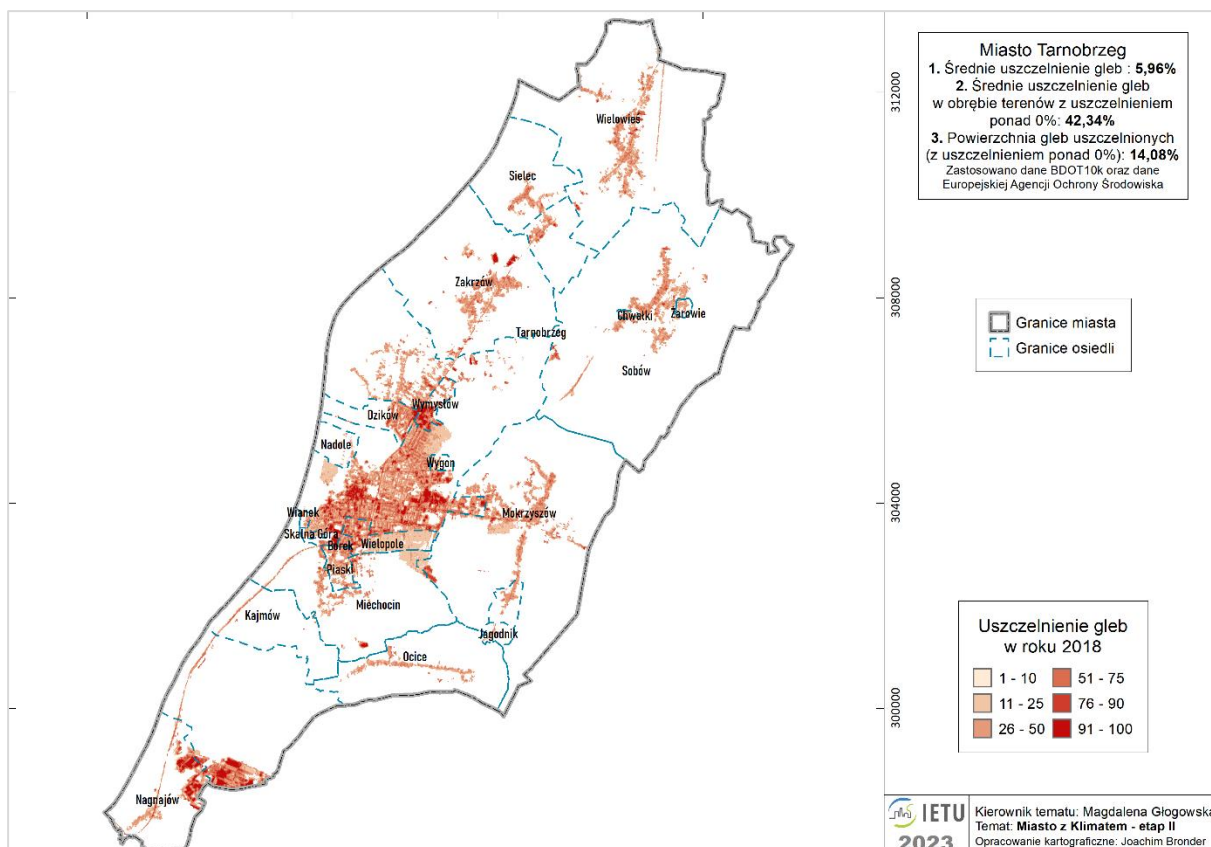 Miasto Tarnobrzeg
1. Średnie uszczelnienie gleb : 5,96%
2. Średnie uszczelnienie gleb
w obrębie terenów z uszczelnieniem
ponad 0%: 42,34%
3. Powierzchnia gleb uszczelnionych
(z uszczelnieniem ponad 0%): 14,08%
Zastosowano dane BDOT10k oraz dane
Europejskiej Agencji Ochrony Środowiska
312000
308000
304000
300000
Wielowieś
Sielec
Zakrzów
Chwałki
Żarowie
Tarnobrzeg
Sobów
Wymysłów
Dzików
Nadole
Wygon
Wianek
Mokrzyszów
Skalna Góra
Borek
Wielopole
Piaski
Miechocin
Kajmów
Jagodnik
Ocice
Nagnajów
Granice miasta
Granice osiedli
Uszczelnienie gleb
w roku 2018
1 - 10
51 - 75
11 - 25
76 - 90
26 - 50
91 - 100
IETU
2023
Kierownik tematu: Magdalena Głogowska
Temat: Miasto z Klimatem - etap II
Opracowanie kartograficzne: Joachim Bronder